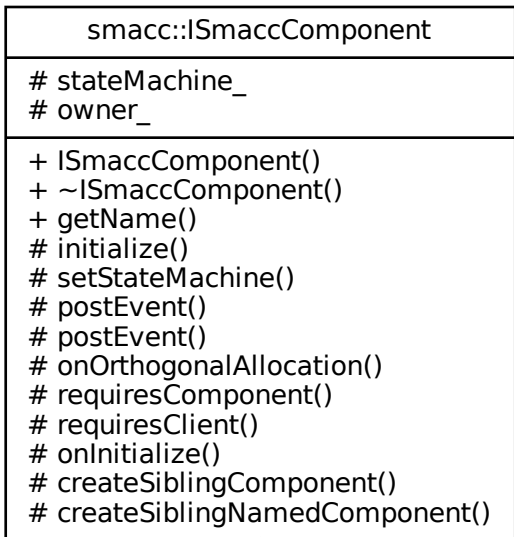 smacc::ISmaccComponent
# stateMachine_
# owner_
+ ISmaccComponent()
+ ~ISmaccComponent()
+ getName()
# initialize()
# setStateMachine()
# postEvent()
# postEvent()
# onOrthogonalAllocation()
# requiresComponent()
# requiresClient()
# onInitialize()
# createSiblingComponent()
# createSiblingNamedComponent()